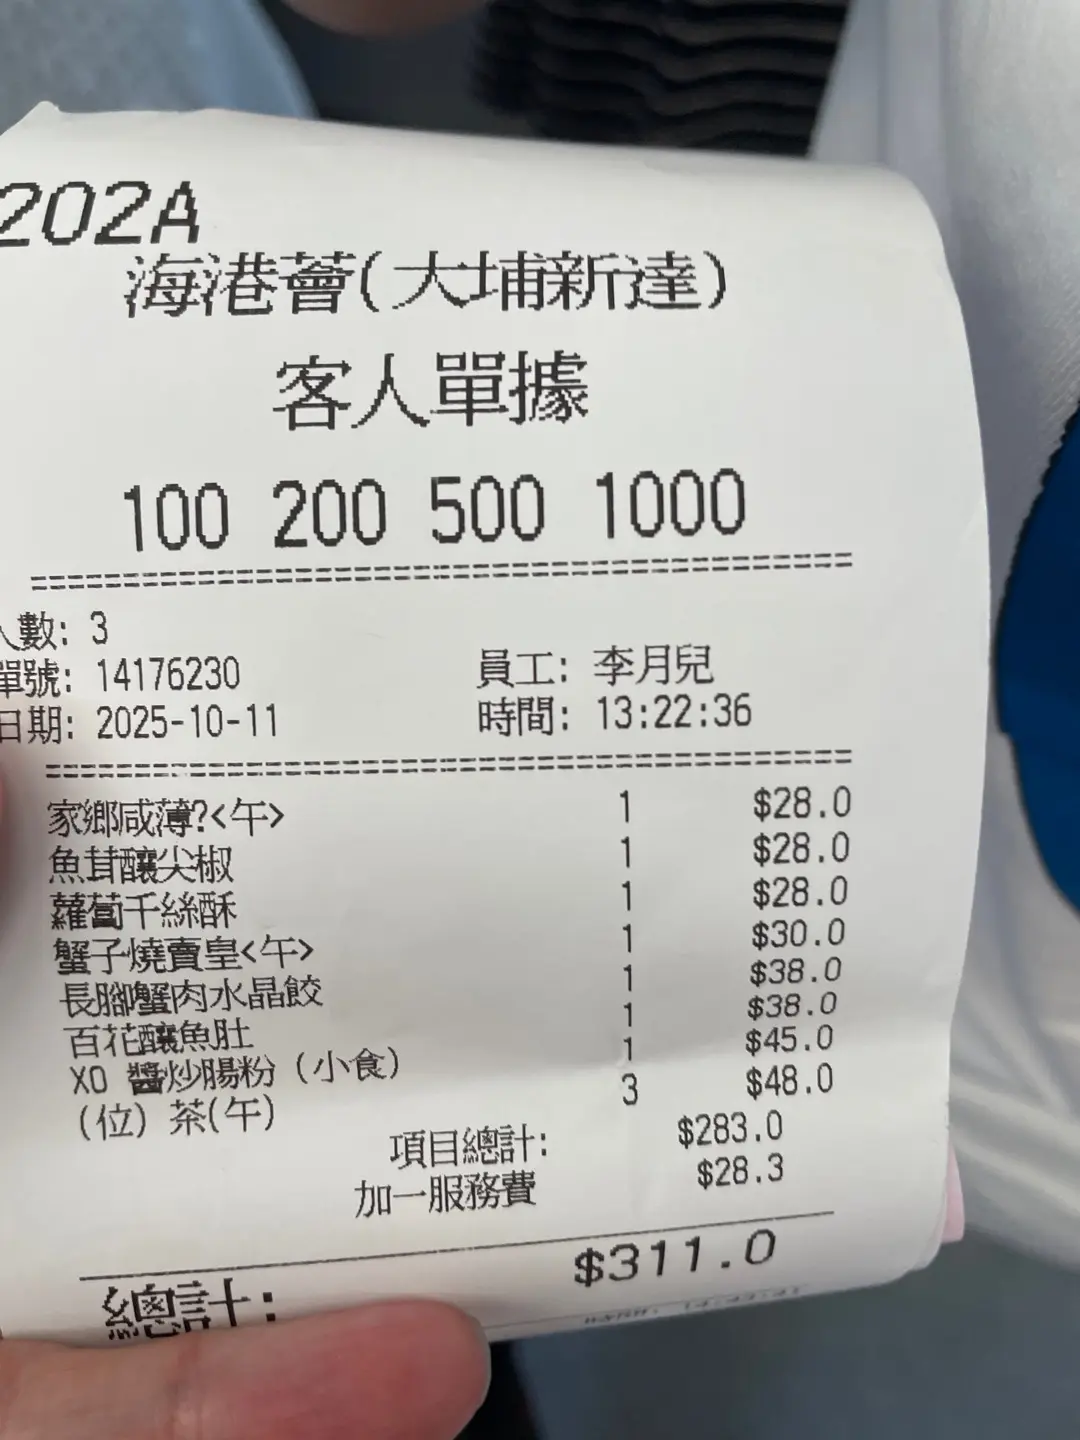 202A
海港薈(大埔新達)
客人單據
100 200 500 1000
人數: 3
單號: 14176230 員工: 李月兒
日期: 2025-10-11 時間: 13:22:36
家鄉咸薄?<午> 1 $28.0
魚茸釀尖椒 1 $28.0
蘿蔔千絲酥 1 $28.0
蟹子燒賣皇<午> 1 $30.0
長腳蟹肉水晶餃 1 $38.0
百花釀魚肚 1 $38.0
XO 醬炒腸粉 (小食) 1 $45.0
(位) 茶(午) 3 $48.0
項目總計: $283.0
加一服務費 $28.3
總計: $311.0